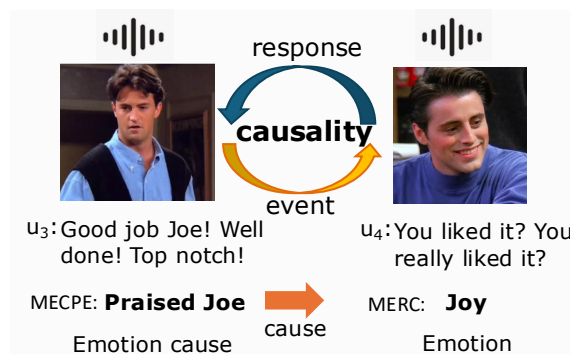 response
causality
event
u₃: Good job Joe! Well
done! Top notch!
u₄: You liked it? You
really liked it?
MECPE: Praised Joe
cause
MERC: Joy
Emotion cause
Emotion